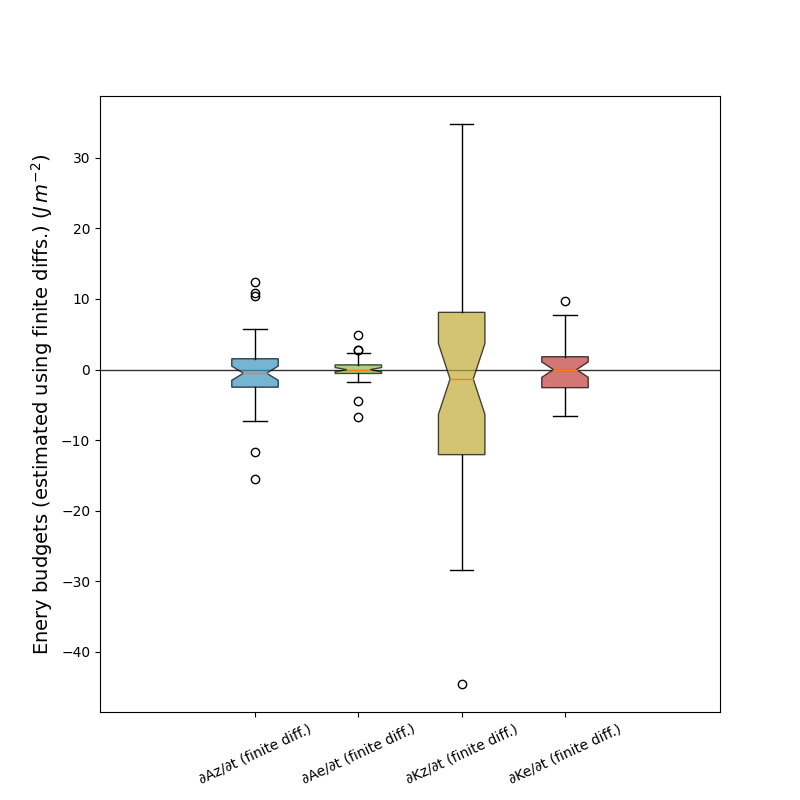 Enery budgets (estimated using finite diffs.) (J m⁻²)
30
20
10
0
−10
−20
−30
−40
∂Az/∂t (finite diff.)
∂Ae/∂t (finite diff.)
∂Kz/∂t (finite diff.)
∂Ke/∂t (finite diff.)